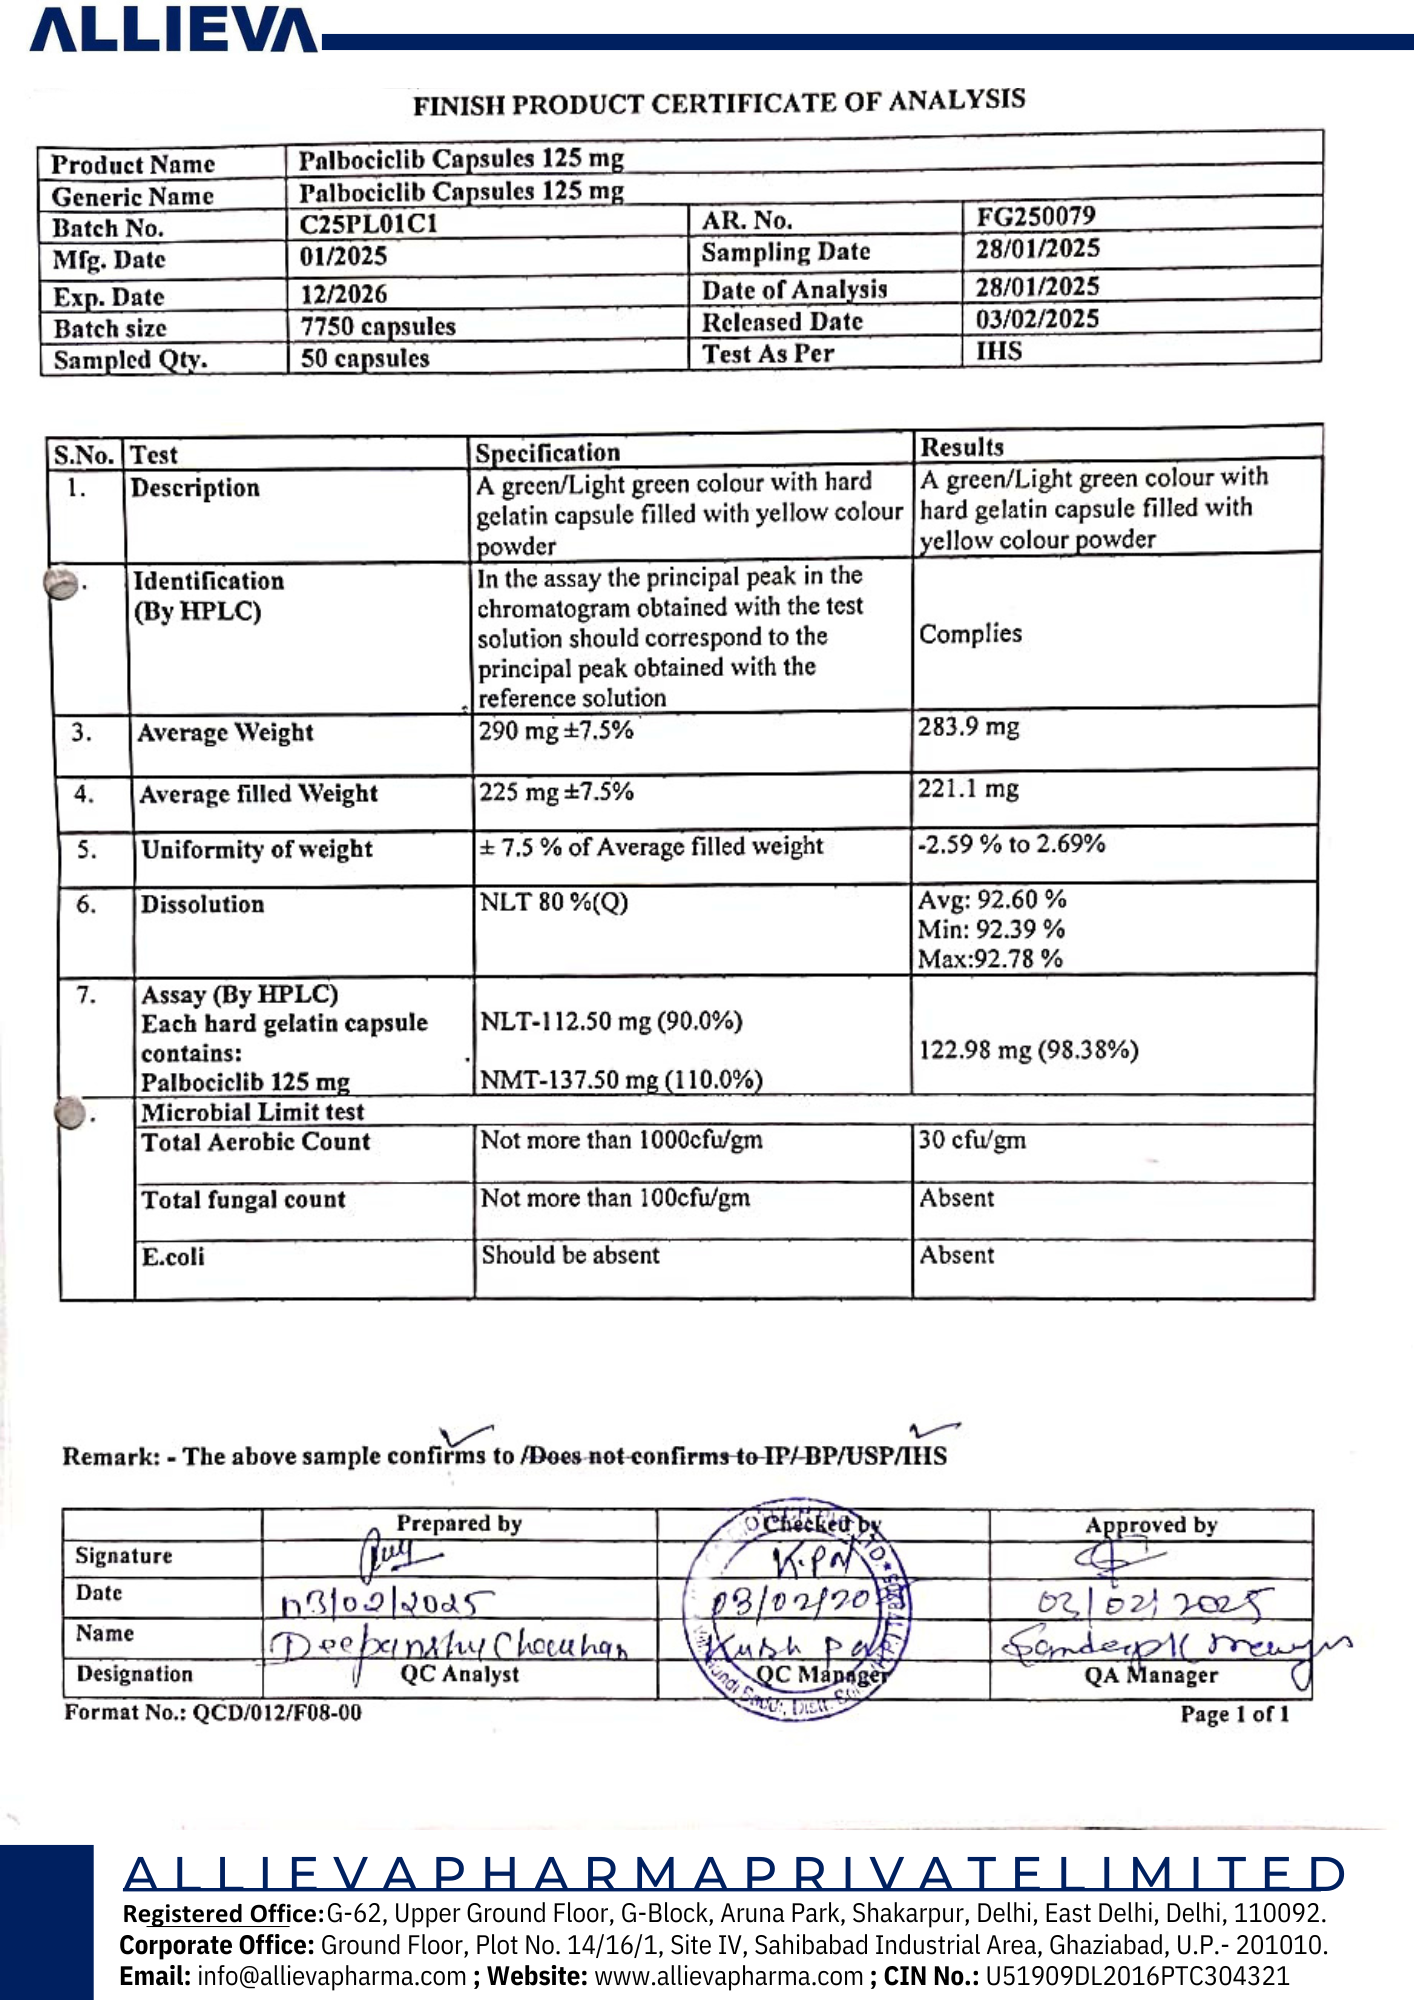 ALLIEVA
FINISH PRODUCT CERTIFICATE OF ANALYSIS
Product Name Palbociclib Capsules 125 mg
Generic Name Palbociclib Capsules 125 mg
Batch No. C25PL01C1 AR. No. FG250079
Mfg. Date 01/2025 Sampling Date 28/01/2025
Exp. Date 12/2026 Date of Analysis 28/01/2025
Batch size 7750 capsules Released Date 03/02/2025
Sampled Qty. 50 capsules Test As Per IHS
S.No. Test Specification Results
1. Description A green/Light green colour with hard A green/Light green colour with
gelatin capsule filled with yellow colour hard gelatin capsule filled with
powder yellow colour powder
. Identification In the assay the principal peak in the
(By HPLC) chromatogram obtained with the test
solution should correspond to the Complies
principal peak obtained with the
reference solution
3. Average Weight 290 mg ±7.5% 283.9 mg
4. Average filled Weight 225 mg ±7.5% 221.1 mg
5. Uniformity of weight ± 7.5 % of Average filled weight -2.59 % to 2.69%
6. Dissolution NLT 80 %(Q) Avg: 92.60 %
Min: 92.39 %
Max:92.78 %
7. Assay (By HPLC)
Each hard gelatin capsule NLT-112.50 mg (90.0%)
contains: 122.98 mg (98.38%)
Palbociclib 125 mg NMT-137.50 mg (110.0%)
. Microbial Limit test
Total Aerobic Count Not more than 1000cfu/gm 30 cfu/gm
Total fungal count Not more than 100cfu/gm Absent
E.coli Should be absent Absent
Remark: - The above sample confirms to /Does not confirms to IP/ BP/USP/IHS
Prepared by Checked by Approved by
Signature K.PN
Date 03/02/2025 03/02/20 03/02/2025
Name Deepanshu Chauhan Kush Pal Sandeep K
Designation QC Analyst QC Manager QA Manager
Format No.: QCD/012/F08-00 Page 1 of 1
ALLIEVAPHARMAPRIVATELIMITED
Registered Office:G-62, Upper Ground Floor, G-Block, Aruna Park, Shakarpur, Delhi, East Delhi, Delhi, 110092.
Corporate Office: Ground Floor, Plot No. 14/16/1, Site IV, Sahibabad Industrial Area, Ghaziabad, U.P.- 201010.
Email: info@allievapharma.com ; Website: www.allievapharma.com ; CIN No.: U51909DL2016PTC304321